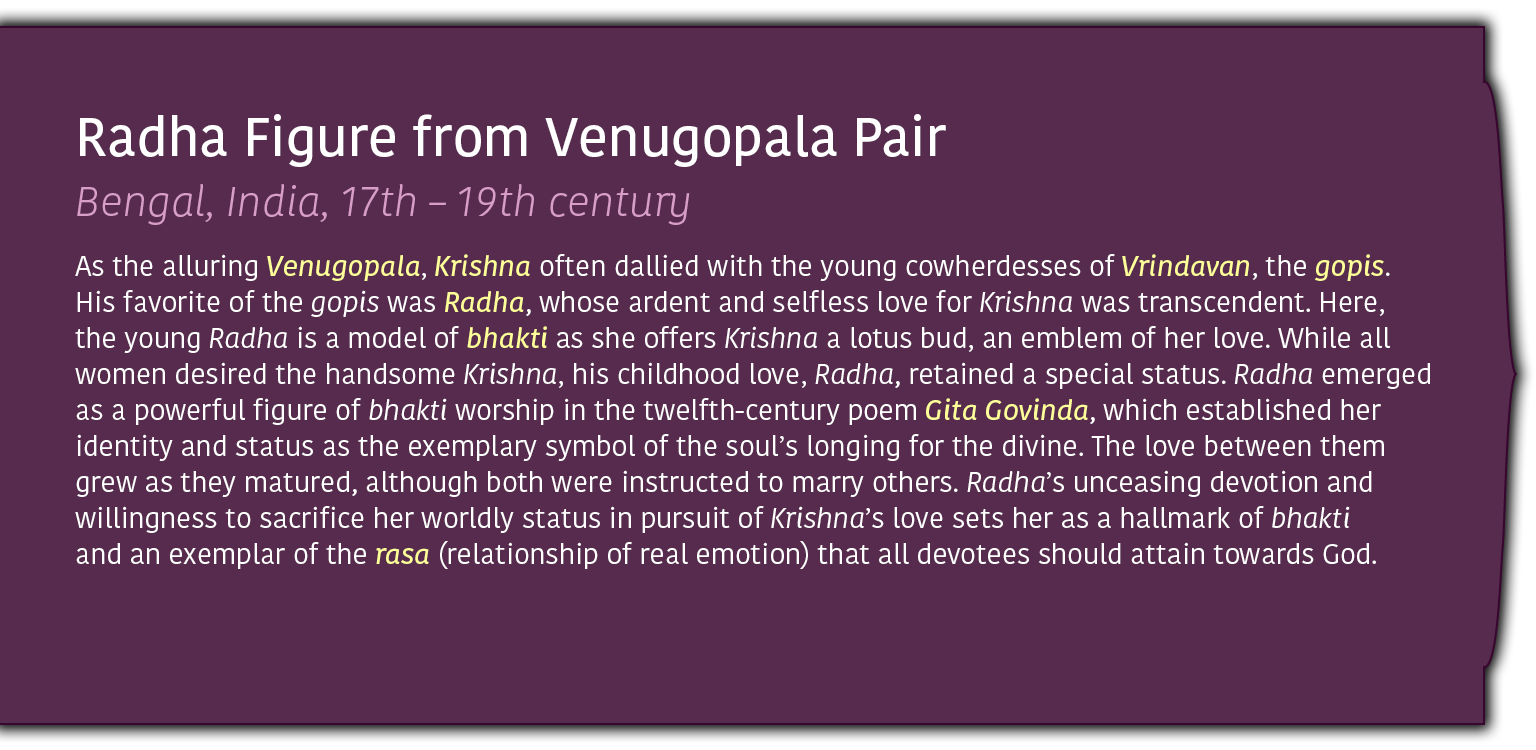 Radha Figure from Venugopala Pair
Bengal, India, 17th – 19th century
As the alluring Venugopala, Krishna often dallied with the young cowherdesses of Vrindavan, the gopis.
His favorite of the gopis was Radha, whose ardent and selfless love for Krishna was transcendent. Here,
the young Radha is a model of bhakti as she offers Krishna a lotus bud, an emblem of her love. While all
women desired the handsome Krishna, his childhood love, Radha, retained a special status. Radha emerged
as a powerful figure of bhakti worship in the twelfth-century poem Gita Govinda, which established her
identity and status as the exemplary symbol of the soul’s longing for the divine. The love between them
grew as they matured, although both were instructed to marry others. Radha’s unceasing devotion and
willingness to sacrifice her worldly status in pursuit of Krishna’s love sets her as a hallmark of bhakti
and an exemplar of the rasa (relationship of real emotion) that all devotees should attain towards God.